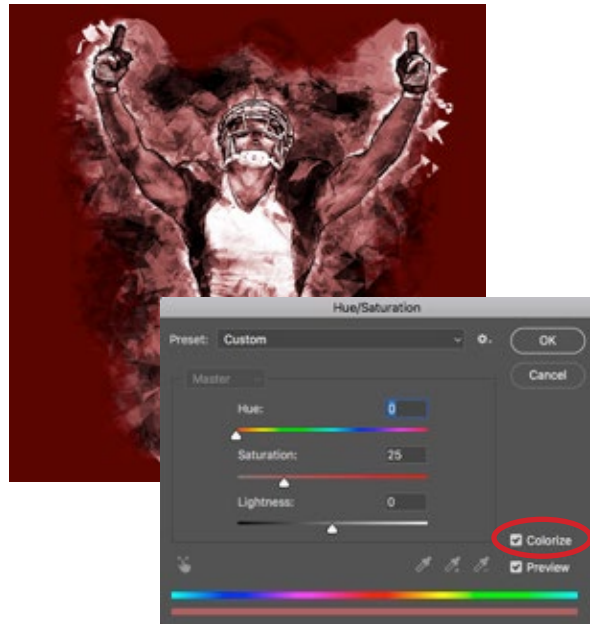 Hue/Saturation
Preset: Custom
OK
Master
Cancel
Hue: 0
Saturation: 25
Lightness: 0
Colorize
Preview